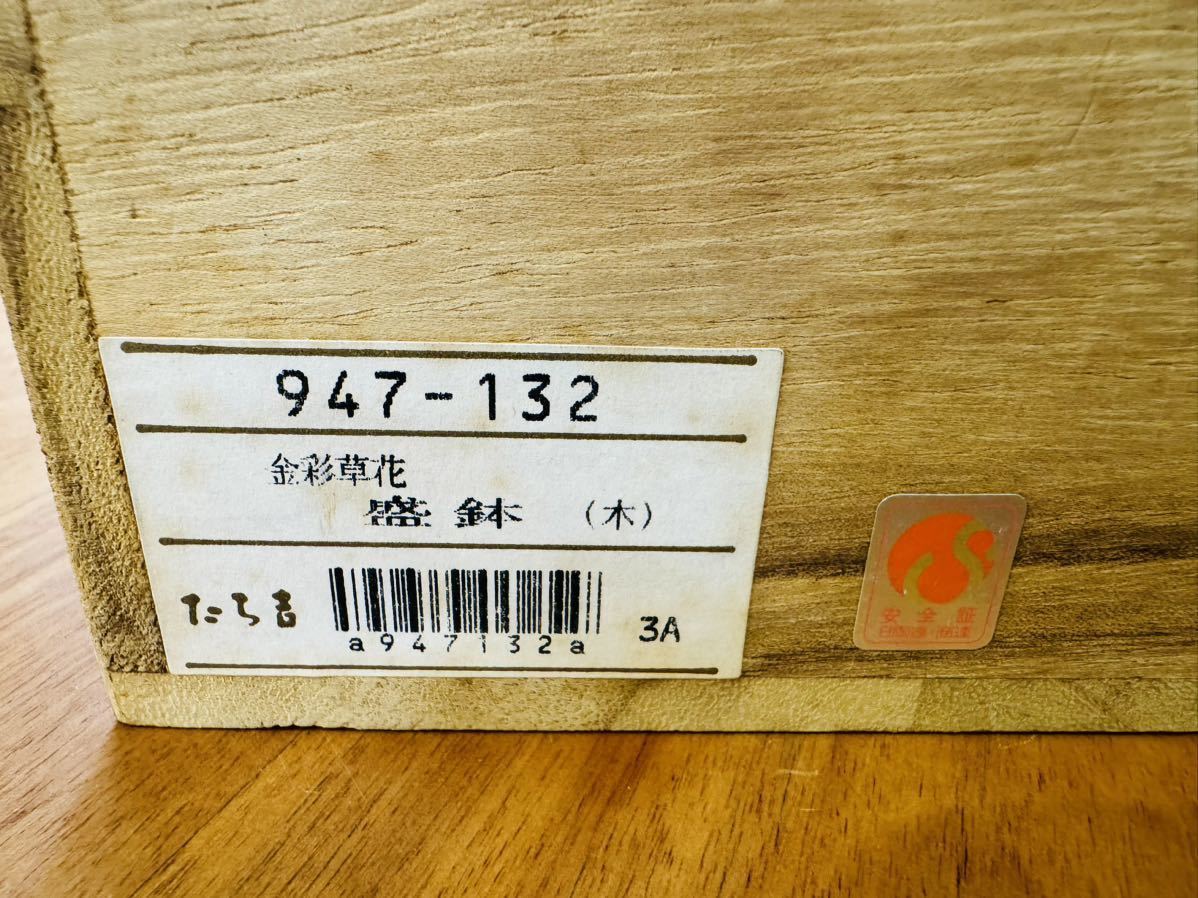 947-132
金彩草花
盛鉢 (木)
たち吉
a947132a
3A
安全証